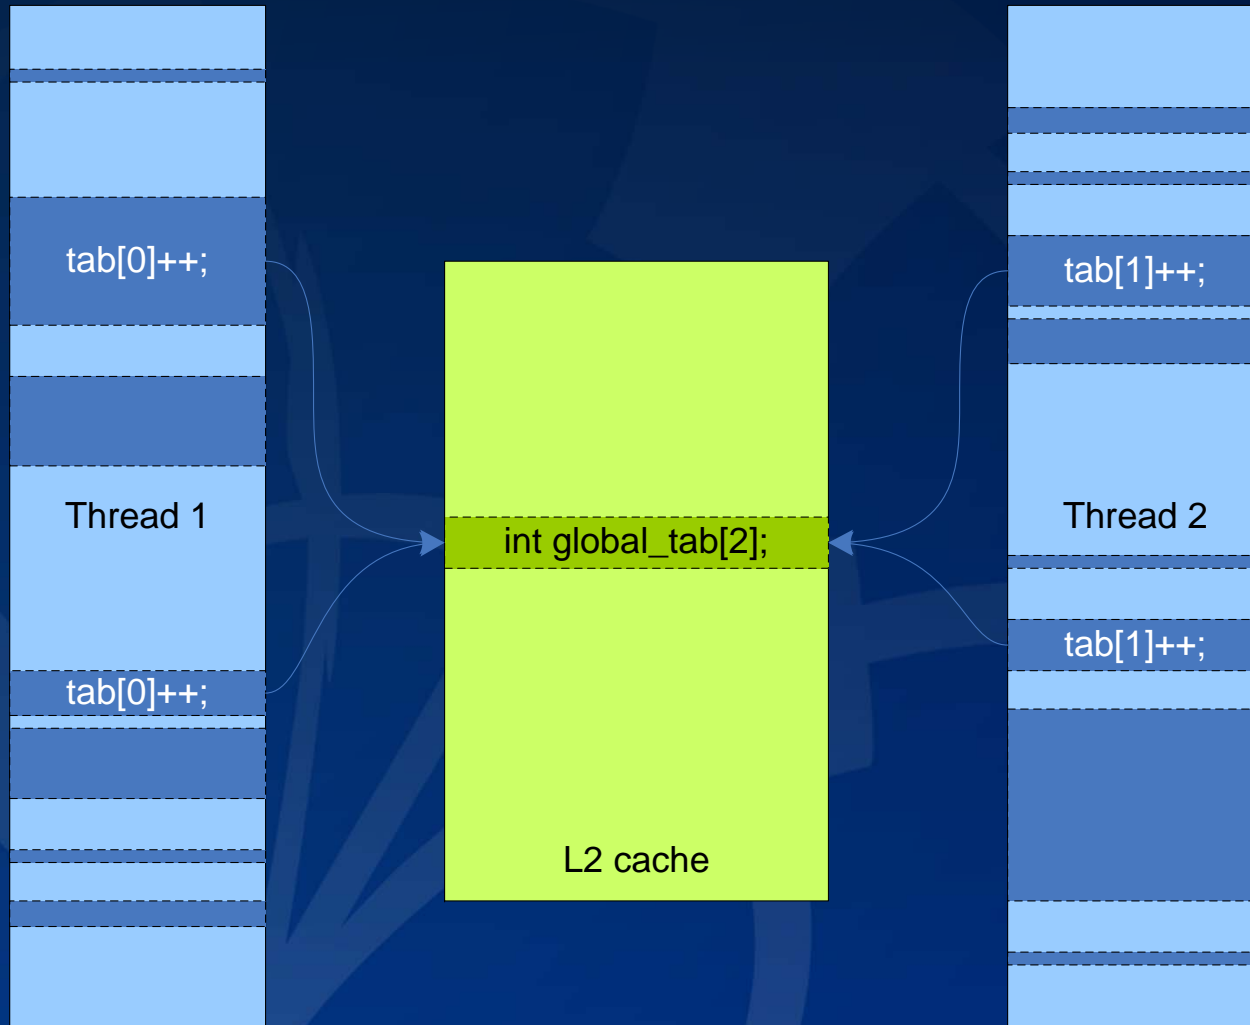 tab[0]++;
Thread 1
tab[0]++;
int global_tab[2];
L2 cache
tab[1]++;
Thread 2
tab[1]++;